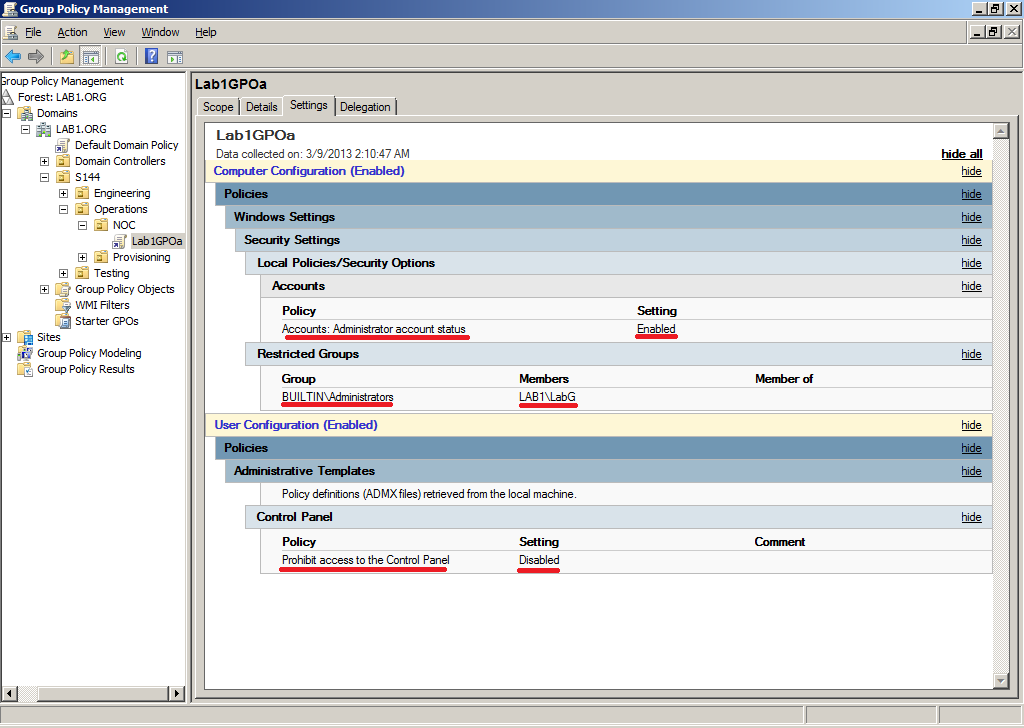 Group Policy Management
File Action View Window Help
Group Policy Management
Forest: LAB1.ORG
Domains
LAB1.ORG
Default Domain Policy
Domain Controllers
S144
Engineering
Operations
NOC
Lab1GPOa
Provisioning
Testing
Group Policy Objects
WMI Filters
Starter GPOs
Sites
Group Policy Modeling
Group Policy Results
Lab1GPOa
Scope Details Settings Delegation
Lab1GPOa
Data collected on: 3/9/2013 2:10:47 AM
hide all
Computer Configuration (Enabled) hide
Policies hide
Windows Settings hide
Security Settings hide
Local Policies/Security Options hide
Accounts hide
Policy Setting
Accounts: Administrator account status Enabled
Restricted Groups hide
Group Members Member of
BUILTIN\Administrators LAB1\LabG
User Configuration (Enabled) hide
Policies hide
Administrative Templates hide
Policy definitions (ADMX files) retrieved from the local machine.
Control Panel hide
Policy Setting Comment
Prohibit access to the Control Panel Disabled